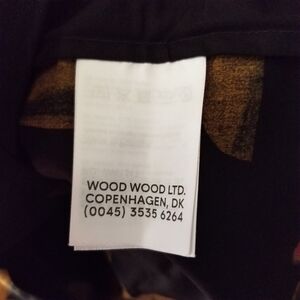 WOOD WOOD LTD.
COPENHAGEN, DK
(0045) 3535 6264